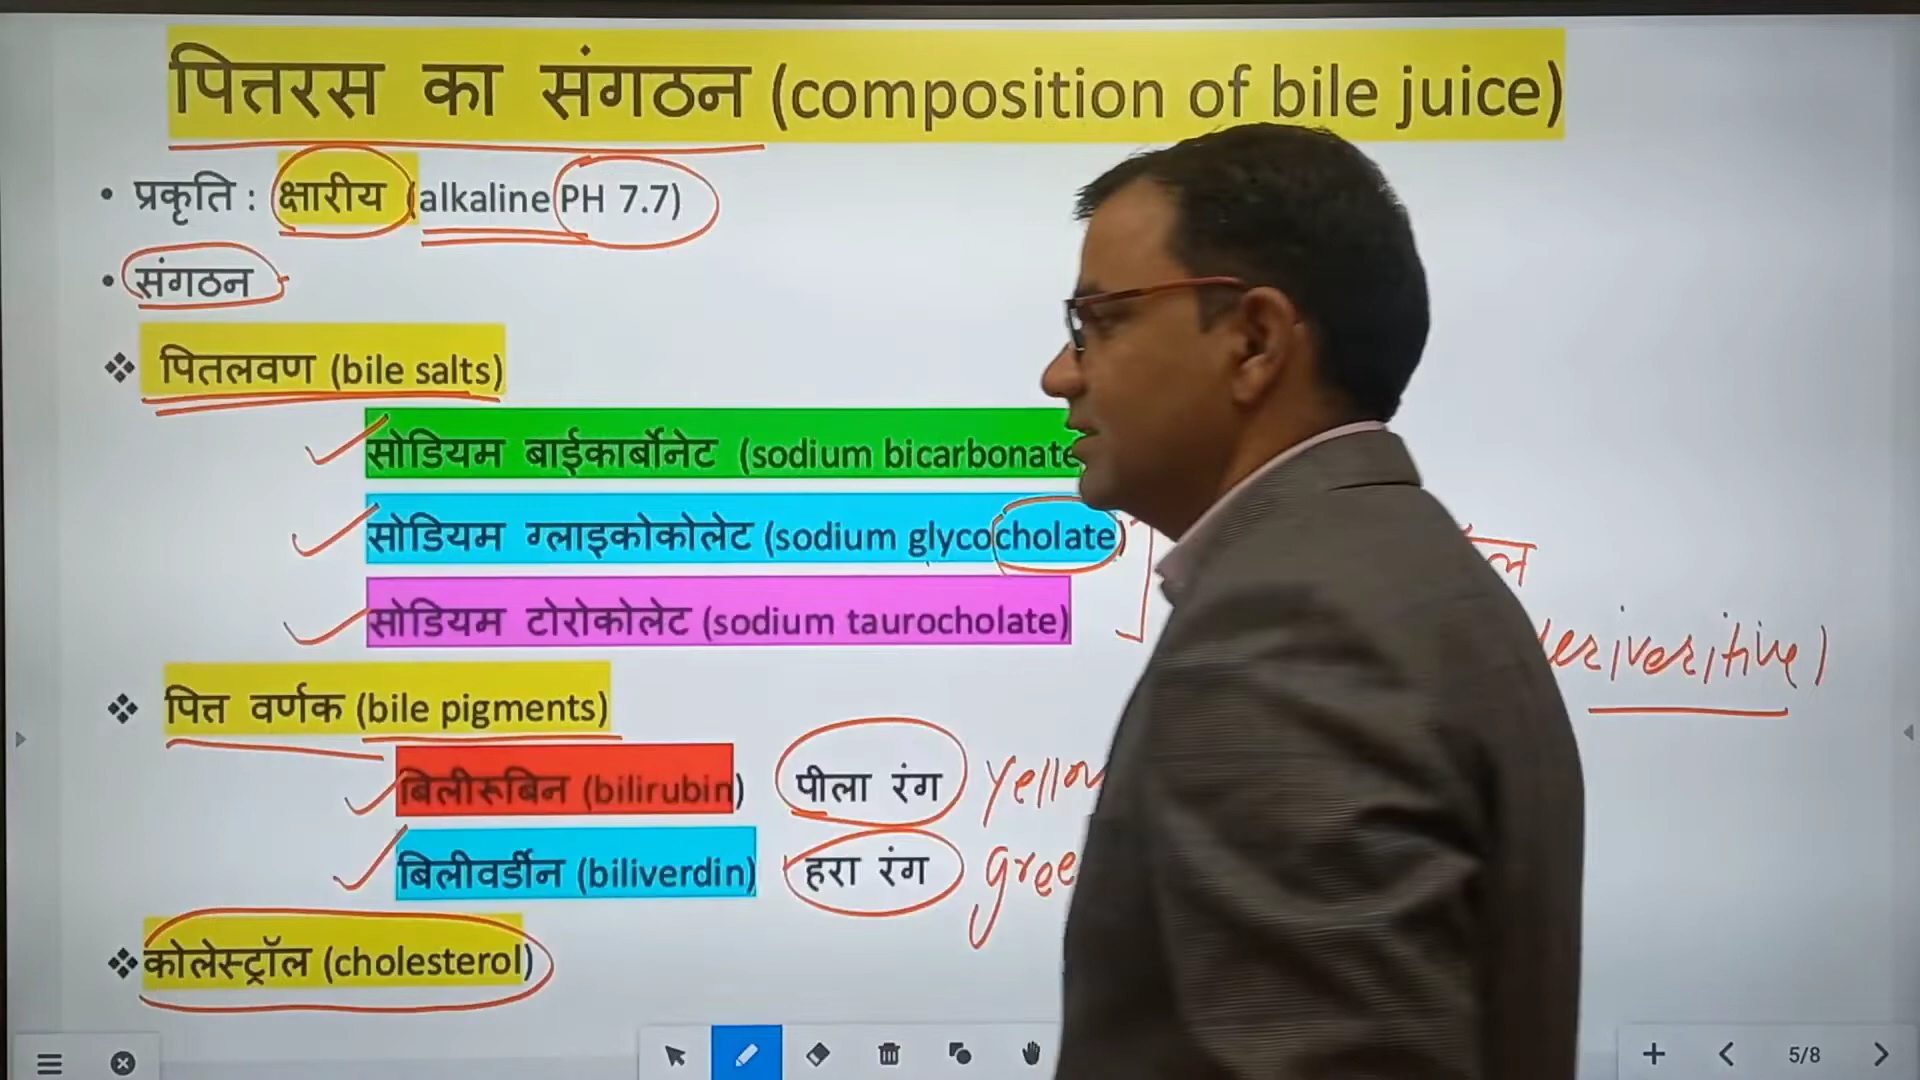 पित्तरस का संगठन (composition of bile juice)
• प्रकृति : क्षारीय (alkaline PH 7.7)
• संगठन
❖ पितलवण (bile salts)
सोडियम बाईकार्बोनेट (sodium bicarbonate
सोडियम ग्लाइकोकोलेट (sodium glycocholate)
सोडियम टोरोकोलेट (sodium taurocholate)
❖ पित्त वर्णक (bile pigments)
बिलीरूबिन (bilirubin) पीला रंग
बिलीवर्डीन (biliverdin) हरा रंग
❖ कोलेस्ट्रॉल (cholesterol)
5/8